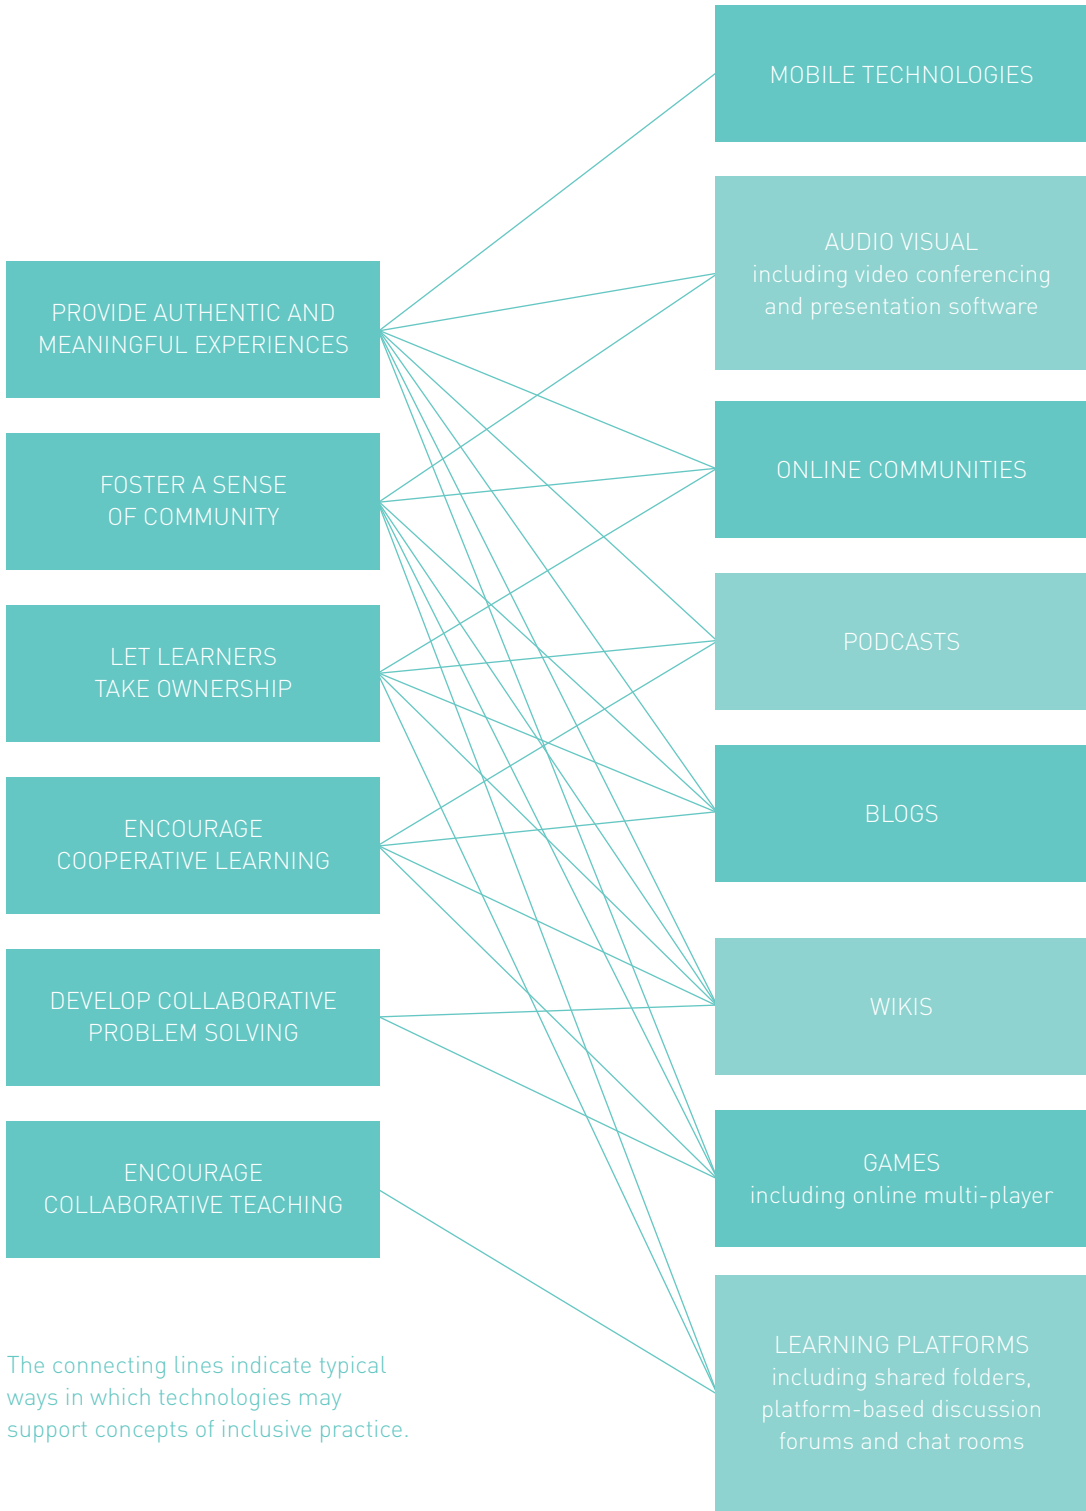 PROVIDE AUTHENTIC AND
MEANINGFUL EXPERIENCES
FOSTER A SENSE
OF COMMUNITY
LET LEARNERS
TAKE OWNERSHIP
ENCOURAGE
COOPERATIVE LEARNING
DEVELOP COLLABORATIVE
PROBLEM SOLVING
ENCOURAGE
COLLABORATIVE TEACHING
MOBILE TECHNOLOGIES
AUDIO VISUAL
including video conferencing
and presentation software
ONLINE COMMUNITIES
PODCASTS
BLOGS
WIKIS
GAMES
including online multi-player
LEARNING PLATFORMS
including shared folders,
platform-based discussion
forums and chat rooms
The connecting lines indicate typical
ways in which technologies may
support concepts of inclusive practice.